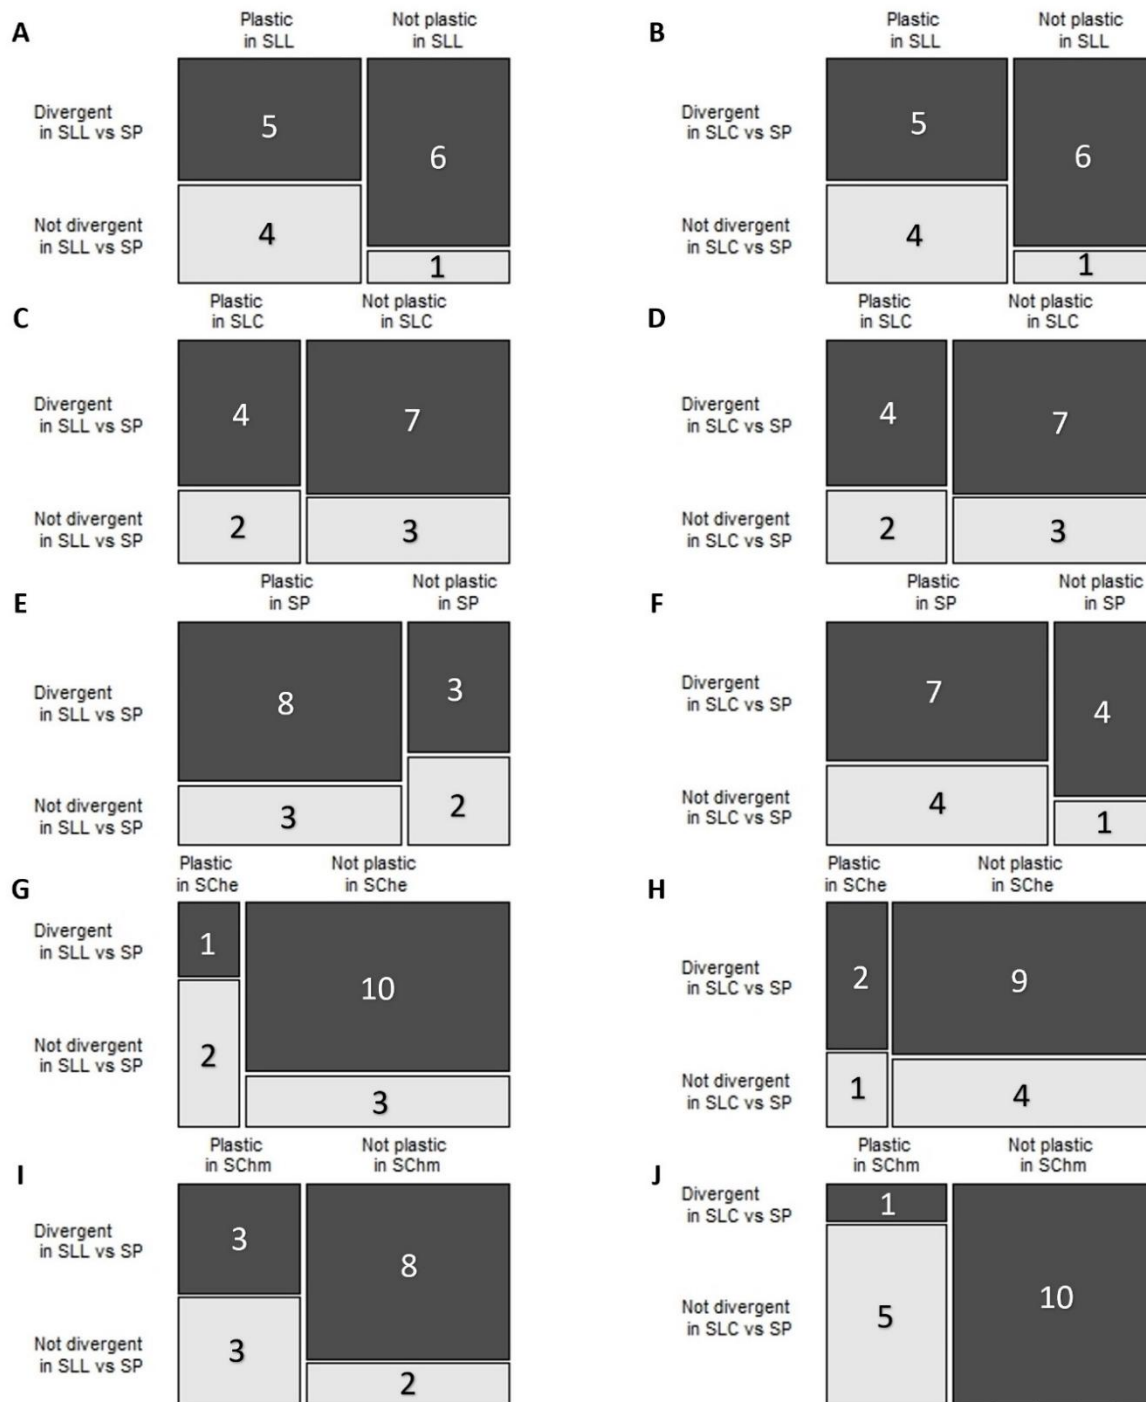 A
Plastic
in SLL
Not plastic
in SLL
Divergent
in SLL vs SP
5
6
Not divergent
in SLL vs SP
4
1
B
Plastic
in SLL
Not plastic
in SLL
Divergent
in SLC vs SP
5
6
Not divergent
in SLC vs SP
4
1
C
Plastic
in SLC
Not plastic
in SLC
Divergent
in SLL vs SP
4
7
Not divergent
in SLL vs SP
2
3
D
Plastic
in SLC
Not plastic
in SLC
Divergent
in SLC vs SP
4
7
Not divergent
in SLC vs SP
2
3
E
Plastic
in SP
Not plastic
in SP
Divergent
in SLL vs SP
8
3
Not divergent
in SLL vs SP
3
2
F
Plastic
in SP
Not plastic
in SP
Divergent
in SLC vs SP
7
4
Not divergent
in SLC vs SP
4
1
G
Plastic
in SChe
Not plastic
in SChe
Divergent
in SLL vs SP
1
10
Not divergent
in SLL vs SP
2
3
H
Plastic
in SChe
Not plastic
in SChe
Divergent
in SLC vs SP
2
9
Not divergent
in SLC vs SP
1
4
I
Plastic
in SChm
Not plastic
in SChm
Divergent
in SLL vs SP
3
8
Not divergent
in SLL vs SP
3
2
J
Plastic
in SChm
Not plastic
in SChm
Divergent
in SLC vs SP
1
10
Not divergent
in SLC vs SP
5